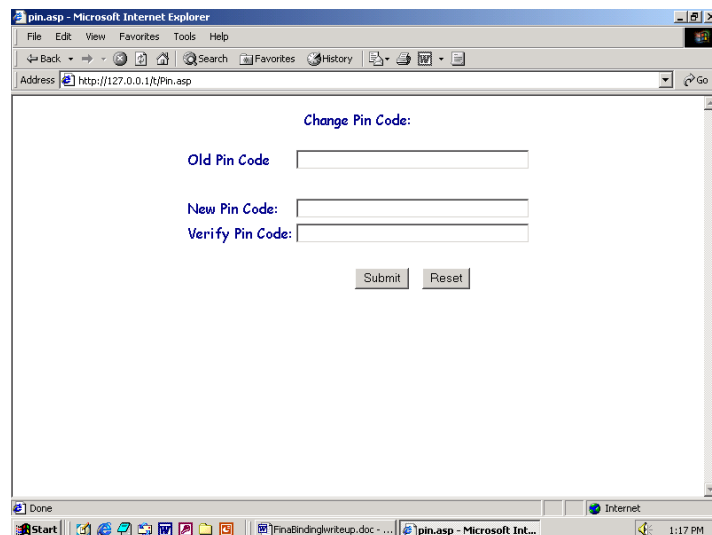 pin.asp - Microsoft Internet Explorer
File Edit View Favorites Tools Help
Back Search Favorites History
Address http://127.0.0.1/t/Pin.asp Go
Change Pin Code:
Old Pin Code
New Pin Code:
Verify Pin Code:
Submit Reset
Done Internet
Start FinaBindinglwriteup.doc - ... pin.asp - Microsoft Int... 1:17 PM